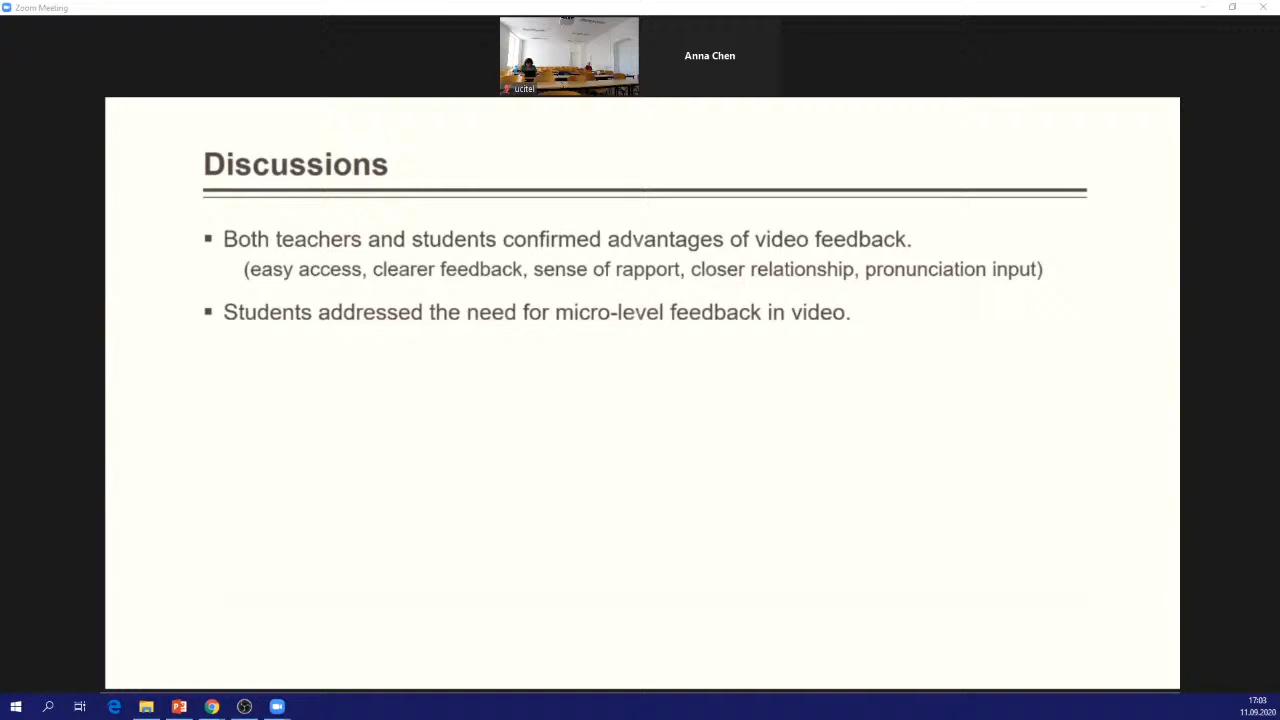 Zoom Meeting
ucitel
Anna Chen
Discussions
▪ Both teachers and students confirmed advantages of video feedback.
(easy access, clearer feedback, sense of rapport, closer relationship, pronunciation input)
▪ Students addressed the need for micro-level feedback in video.
17:03
11.09.2020